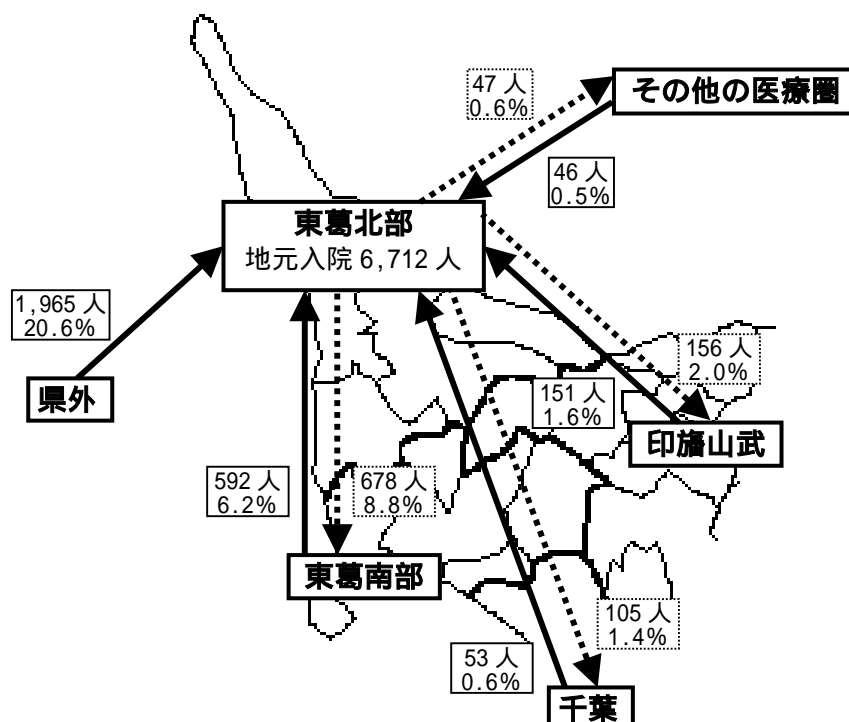 47 人
0.6%
その他の医療圏
46 人
0.5%
東葛北部
地元入院 6,712 人
1,965 人
20.6%
県外
156 人
2.0%
151 人
1.6%
印旛山武
592 人
6.2%
678 人
8.8%
東葛南部
105 人
1.4%
53 人
0.6%
千葉